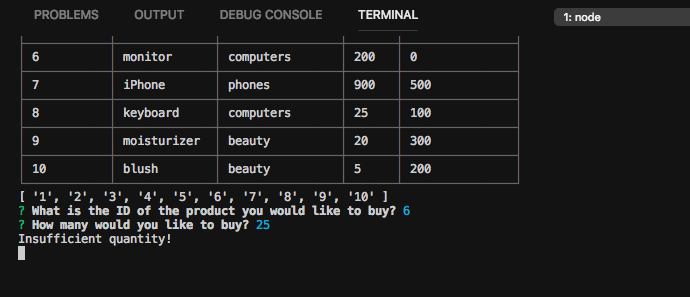 PROBLEMS OUTPUT DEBUG CONSOLE TERMINAL 1: node
6 monitor computers 200 0
7 iPhone phones 900 500
8 keyboard computers 25 100
9 moisturizer beauty 20 300
10 blush beauty 5 200
[ '1', '2', '3', '4', '5', '6', '7', '8', '9', '10' ]
? What is the ID of the product you would like to buy? 6
? How many would you like to buy? 25
Insufficient quantity!